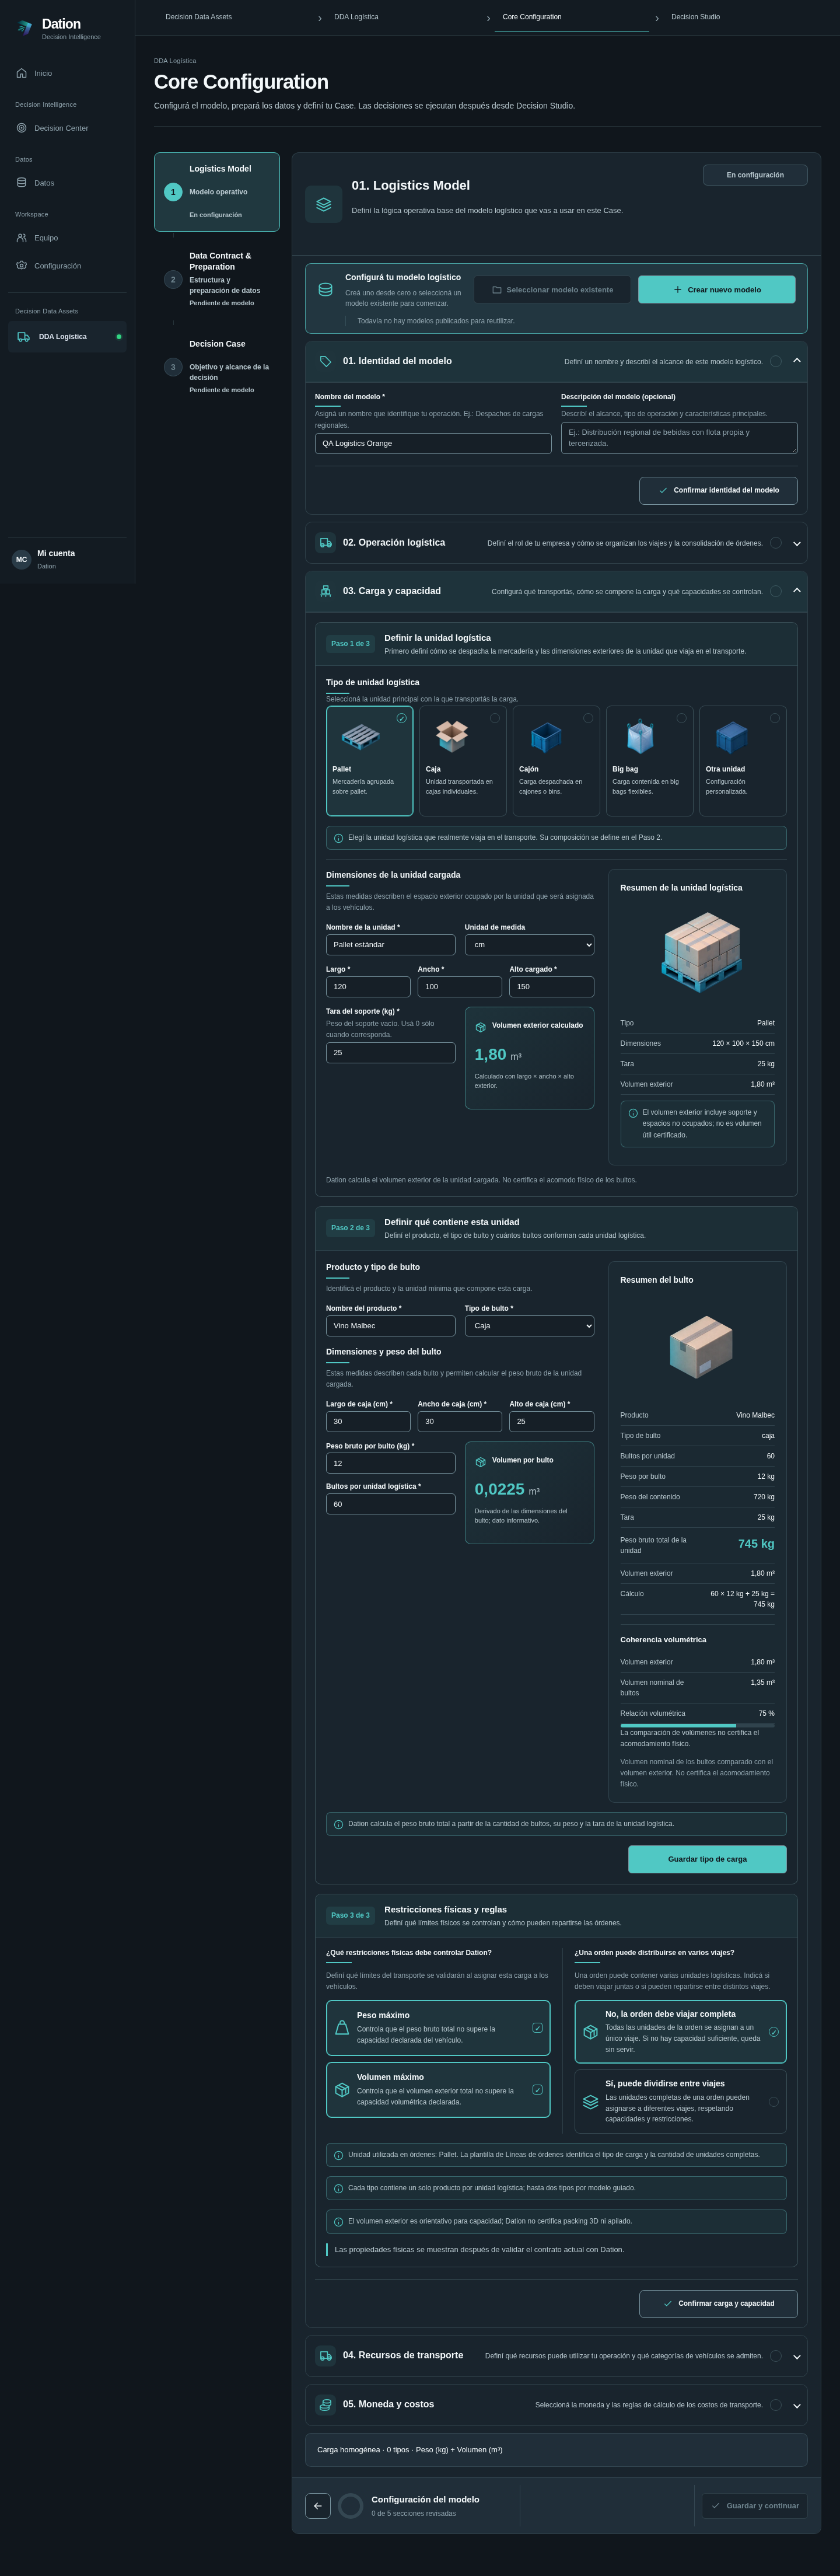 Dation
Decision Intelligence
Inicio
Decision Intelligence
Decision Center
Datos
Datos
Workspace
Equipo
Configuración
Decision Data Assets
DDA Logística
MC
Mi cuenta
Dation
Decision Data Assets
DDA Logística
Core Configuration
Decision Studio
DDA Logística
Core Configuration
Configurá el modelo, prepará los datos y definí tu Case. Las decisiones se ejecutan después desde Decision Studio.
Logistics Model
1
Modelo operativo
En configuración
Data Contract &
Preparation
2
Estructura y
preparación de datos
Pendiente de modelo
Decision Case
3
Objetivo y alcance de la
decisión
Pendiente de modelo
En configuración
01. Logistics Model
Definí la lógica operativa base del modelo logístico que vas a usar en este Case.
Configurá tu modelo logístico
Creá uno desde cero o seleccioná un
modelo existente para comenzar.
Seleccionar modelo existente
Crear nuevo modelo
Todavía no hay modelos publicados para reutilizar.
01. Identidad del modelo
Definí un nombre y describí el alcance de este modelo logístico.
Nombre del modelo *
Asigná un nombre que identifique tu operación. Ej.: Despachos de cargas
regionales.
QA Logistics Orange
Descripción del modelo (opcional)
Describí el alcance, tipo de operación y características principales.
Ej.: Distribución regional de bebidas con flota propia y
tercerizada.
Confirmar identidad del modelo
02. Operación logística
Definí el rol de tu empresa y cómo se organizan los viajes y la consolidación de órdenes.
03. Carga y capacidad
Configurá qué transportás, cómo se compone la carga y qué capacidades se controlan.
Paso 1 de 3
Definir la unidad logística
Primero definí cómo se despacha la mercadería y las dimensiones exteriores de la unidad que viaja en el transporte.
Tipo de unidad logística
Seleccioná la unidad principal con la que transportás la carga.
Pallet
Mercadería agrupada
sobre pallet.
Caja
Unidad transportada en
cajas individuales.
Cajón
Carga despachada en
cajones o bins.
Big bag
Carga contenida en big
bags flexibles.
Otra unidad
Configuración
personalizada.
Elegí la unidad logística que realmente viaja en el transporte. Su composición se define en el Paso 2.
Dimensiones de la unidad cargada
Estas medidas describen el espacio exterior ocupado por la unidad que será asignada
a los vehículos.
Nombre de la unidad *
Pallet estándar
Unidad de medida
cm
Largo *
120
Ancho *
100
Alto cargado *
150
Tara del soporte (kg) *
Peso del soporte vacío. Usá 0 sólo
cuando corresponda.
25
Volumen exterior calculado
1,80 m³
Calculado con largo × ancho × alto
exterior.
Resumen de la unidad logística
Tipo Pallet
Dimensiones 120 × 100 × 150 cm
Tara 25 kg
Volumen exterior 1,80 m³
El volumen exterior incluye soporte y
espacios no ocupados; no es volumen
útil certificado.
Dation calcula el volumen exterior de la unidad cargada. No certifica el acomodo físico de los bultos.
Paso 2 de 3
Definir qué contiene esta unidad
Definí el producto, el tipo de bulto y cuántos bultos conforman cada unidad logística.
Producto y tipo de bulto
Identificá el producto y la unidad mínima que compone esta carga.
Nombre del producto *
Vino Malbec
Tipo de bulto *
Caja
Dimensiones y peso del bulto
Estas medidas describen cada bulto y permiten calcular el peso bruto de la unidad
cargada.
Largo de caja (cm) *
30
Ancho de caja (cm) *
30
Alto de caja (cm) *
25
Peso bruto por bulto (kg) *
12
Bultos por unidad logística *
60
Volumen por bulto
0,0225 m³
Derivado de las dimensiones del
bulto; dato informativo.
Resumen del bulto
Producto Vino Malbec
Tipo de bulto caja
Bultos por unidad 60
Peso por bulto 12 kg
Peso del contenido 720 kg
Tara 25 kg
Peso bruto total de la
unidad
745 kg
Volumen exterior 1,80 m³
Cálculo 60 × 12 kg + 25 kg =
745 kg
Coherencia volumétrica
Volumen exterior 1,80 m³
Volumen nominal de
bultos
1,35 m³
Relación volumétrica 75 %
La comparación de volúmenes no certifica el
acomodamiento físico.
Volumen nominal de los bultos comparado con el
volumen exterior. No certifica el acomodamiento
físico.
Dation calcula el peso bruto total a partir de la cantidad de bultos, su peso y la tara de la unidad logística.
Guardar tipo de carga
Paso 3 de 3
Restricciones físicas y reglas
Definí qué límites físicos se controlan y cómo pueden repartirse las órdenes.
¿Qué restricciones físicas debe controlar Dation?
Definí qué límites del transporte se validarán al asignar esta carga a los
vehículos.
Peso máximo
Controla que el peso bruto total no supere la
capacidad declarada del vehículo.
Volumen máximo
Controla que el volumen exterior total no supere la
capacidad volumétrica declarada.
¿Una orden puede distribuirse en varios viajes?
Una orden puede contener varias unidades logísticas. Indicá si
deben viajar juntas o si pueden repartirse entre distintos viajes.
No, la orden debe viajar completa
Todas las unidades de la orden se asignan a un
único viaje. Si no hay capacidad suficiente, queda
sin servir.
Sí, puede dividirse entre viajes
Las unidades completas de una orden pueden
asignarse a diferentes viajes, respetando
capacidades y restricciones.
Unidad utilizada en órdenes: Pallet. La plantilla de Líneas de órdenes identifica el tipo de carga y la cantidad de unidades completas.
Cada tipo contiene un solo producto por unidad logística; hasta dos tipos por modelo guiado.
El volumen exterior es orientativo para capacidad; Dation no certifica packing 3D ni apilado.
Las propiedades físicas se muestran después de validar el contrato actual con Dation.
Confirmar carga y capacidad
04. Recursos de transporte
Definí qué recursos puede utilizar tu operación y qué categorías de vehículos se admiten.
05. Moneda y costos
Seleccioná la moneda y las reglas de cálculo de los costos de transporte.
Carga homogénea · 0 tipos · Peso (kg) + Volumen (m³)
Configuración del modelo
0 de 5 secciones revisadas
Guardar y continuar